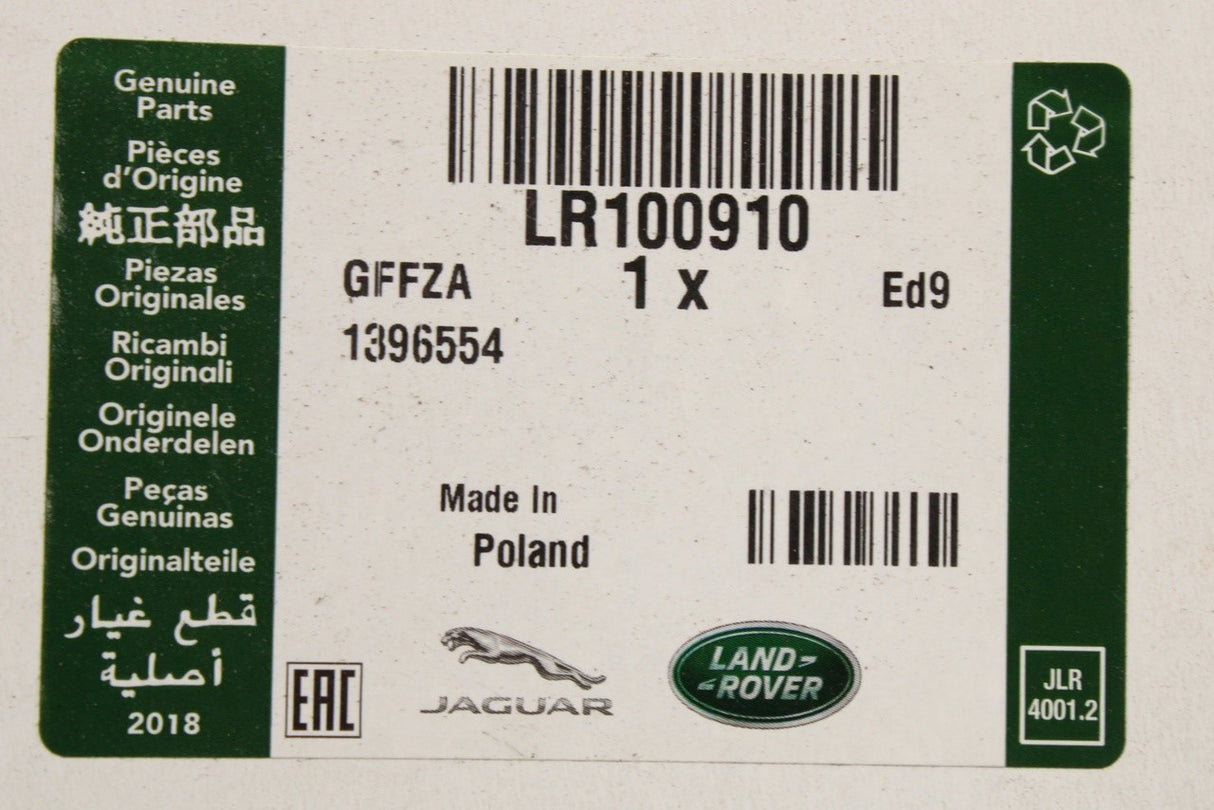 Genuine
Parts
Pièces
d'Origine
純正部品
Piezas
Originales
Ricambi
Originali
Originele
Onderdelen
Peças
Genuinas
Originalteile
قطع غيار
أصلية
2018
LR100910
GFFZA
1 x
Ed9
1396554
Made In
Poland
EAC
JAGUAR
LAND-
-ROVER
JLR
4001.2